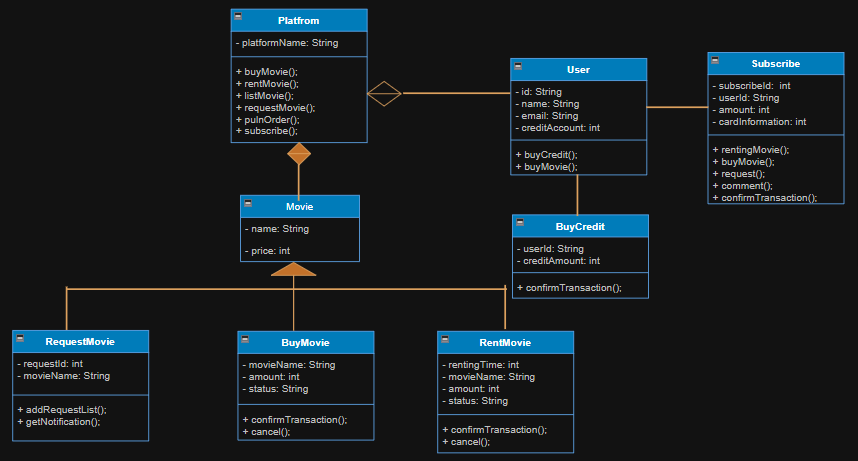 Platfrom
- platformName: String
+ buyMovie();
+ rentMovie();
+ listMovie();
+ requestMovie();
+ puInOrder();
+ subscribe();
User
- id: String
- name: String
- email: String
- creditAccount: int
+ buyCredit();
+ buyMovie();
Subscribe
- subscribeId: int
- userId: String
- amount: int
- cardInformation: int
+ rentingMovie();
+ buyMovie();
+ request();
+ comment();
+ confirmTransaction();
Movie
- name: String
- price: int
BuyCredit
- userId: String
- creditAmount: int
+ confirmTransaction();
RequestMovie
- requestId: int
- movieName: String
+ addRequestList();
+ getNotification();
BuyMovie
- movieName: String
- amount: int
- status: String
+ confirmTransaction();
+ cancel();
RentMovie
- rentingTime: int
- movieName: String
- amount: int
- status: String
+ confirmTransaction();
+ cancel();